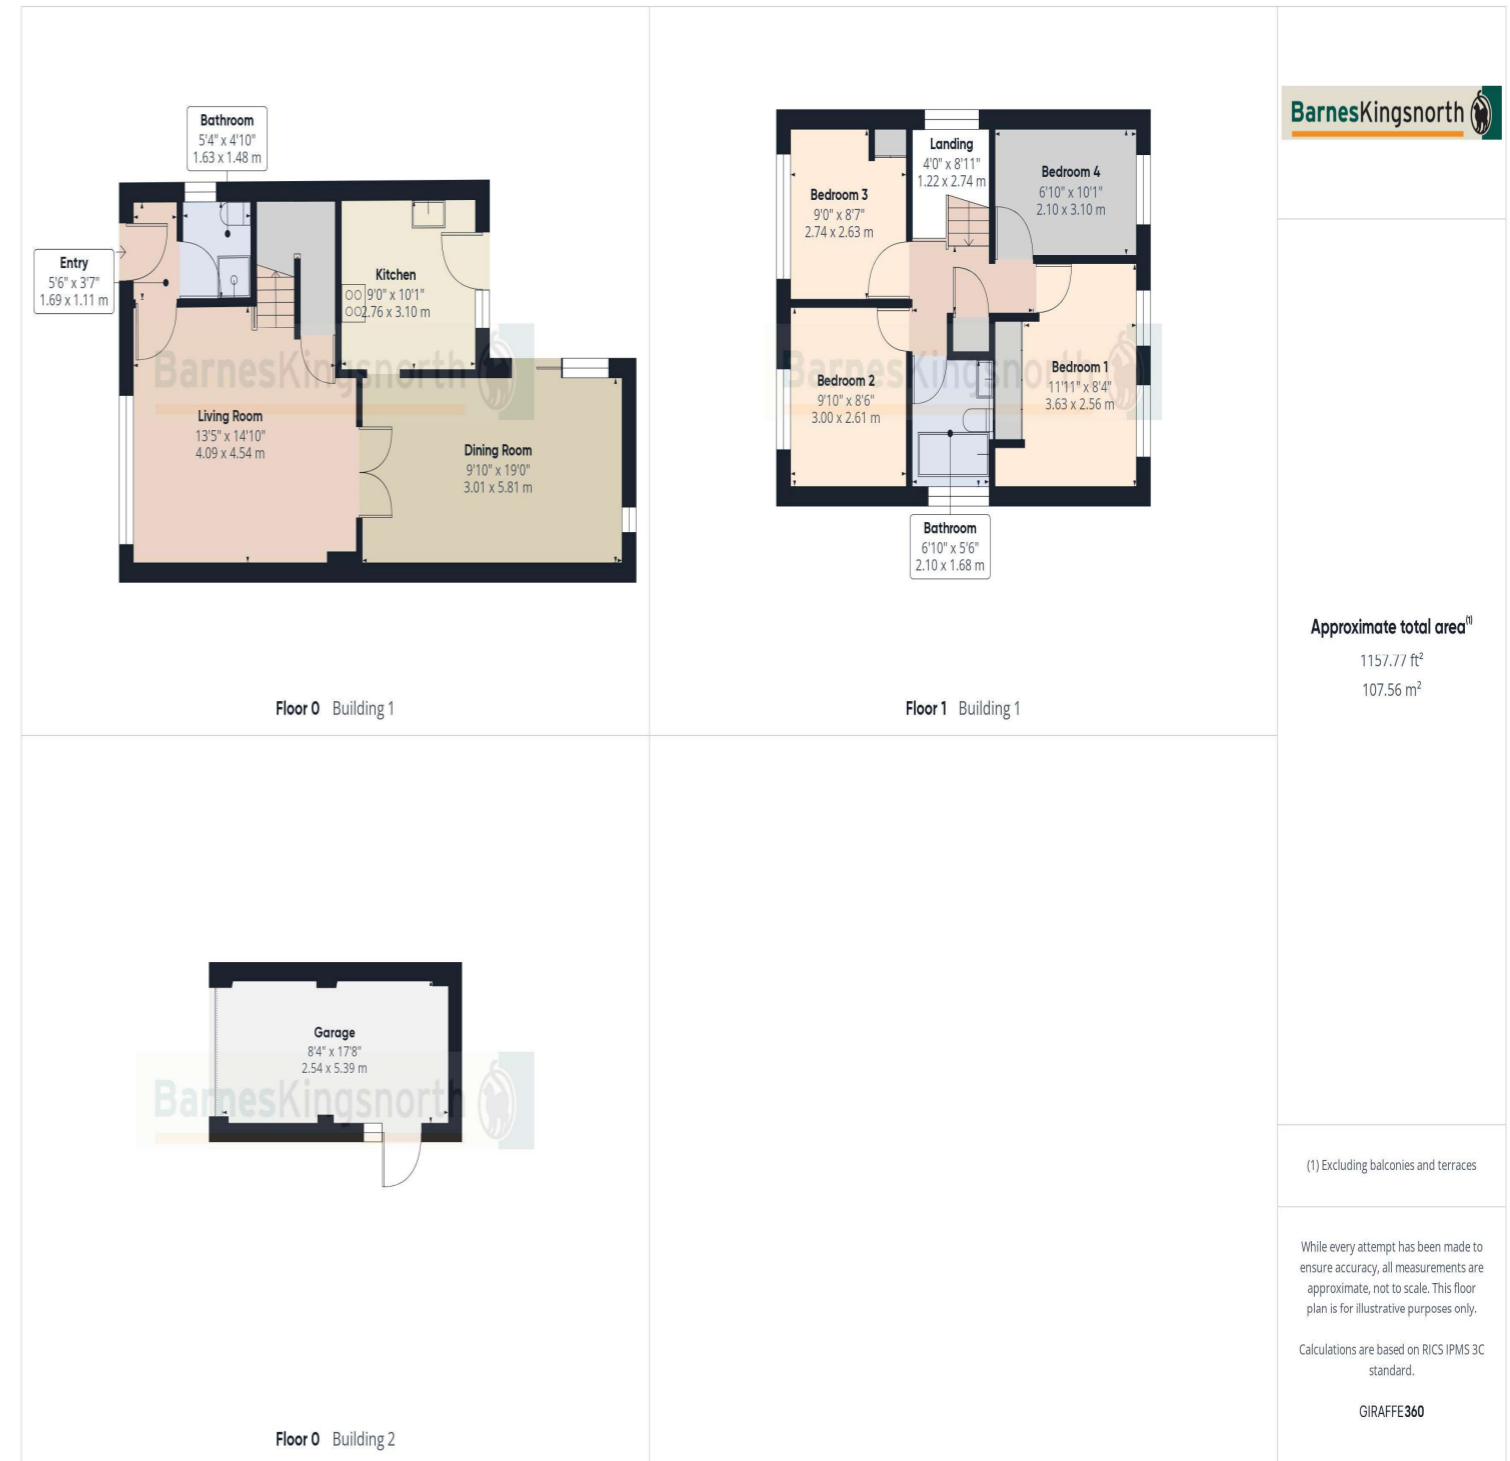 Bathroom
5'4" x 4'10"
1.63 x 1.48 m
Entry
5'6" x 3'7"
1.69 x 1.11 m
Kitchen
9'0" x 10'1"
2.76 x 3.10 m
Living Room
13'5" x 14'10"
4.09 x 4.54 m
Dining Room
9'10" x 19'0"
3.01 x 5.81 m
BarnesKingsnorth
Floor 0 Building 1
Landing
4'0" x 8'11"
1.22 x 2.74 m
Bedroom 3
9'0" x 8'7"
2.74 x 2.63 m
Bedroom 4
6'10" x 10'1"
2.10 x 3.10 m
Bedroom 2
9'10" x 8'6"
3.00 x 2.61 m
Bedroom 1
11'11" x 8'4"
3.63 x 2.56 m
Bathroom
6'10" x 5'6"
2.10 x 1.68 m
BarnesKingsnorth
Floor 1 Building 1
Garage
8'4" x 17'8"
2.54 x 5.39 m
BarnesKingsnorth
Floor 0 Building 2
BarnesKingsnorth
Approximate total area(1)
1157.77 ft²
107.56 m²
(1) Excluding balconies and terraces
While every attempt has been made to
ensure accuracy, all measurements are
approximate, not to scale. This floor
plan is for illustrative purposes only.
Calculations are based on RICS IPMS 3C
standard.
GIRAFFE360